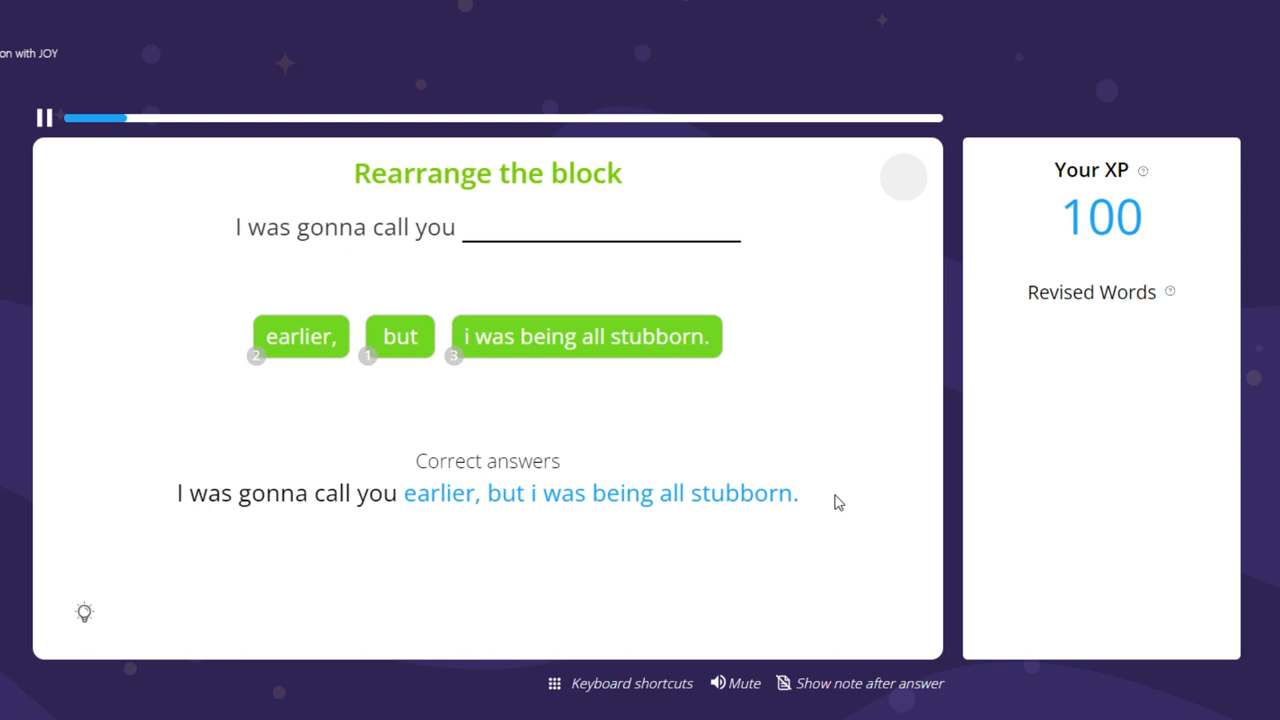 on with JOY
Rearrange the block
I was gonna call you
earlier, but i was being all stubborn.
2 1 3
Correct answers
I was gonna call you earlier, but i was being all stubborn.
Your XP
100
Revised Words
Keyboard shortcuts Mute Show note after answer